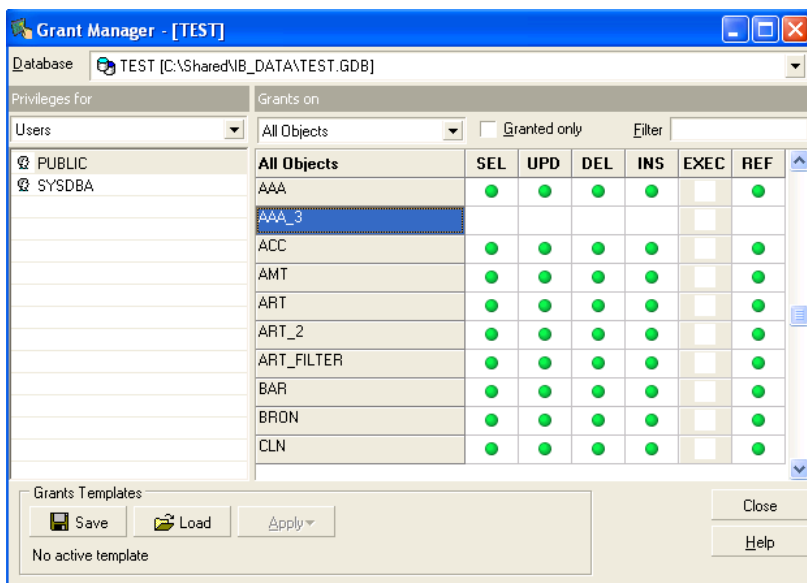 Grant Manager - [TEST]
Database TEST [C:\Shared\IB_DATA\TEST.GDB]
Privileges for Grants on
Users All Objects Granted only Filter
PUBLIC
SYSDBA
All Objects SEL UPD DEL INS EXEC REF
AAA
AAA_3
ACC
AMT
ART
ART_2
ART_FILTER
BAR
BRON
CLN
Grants Templates
Save Load Apply
No active template
Close
Help